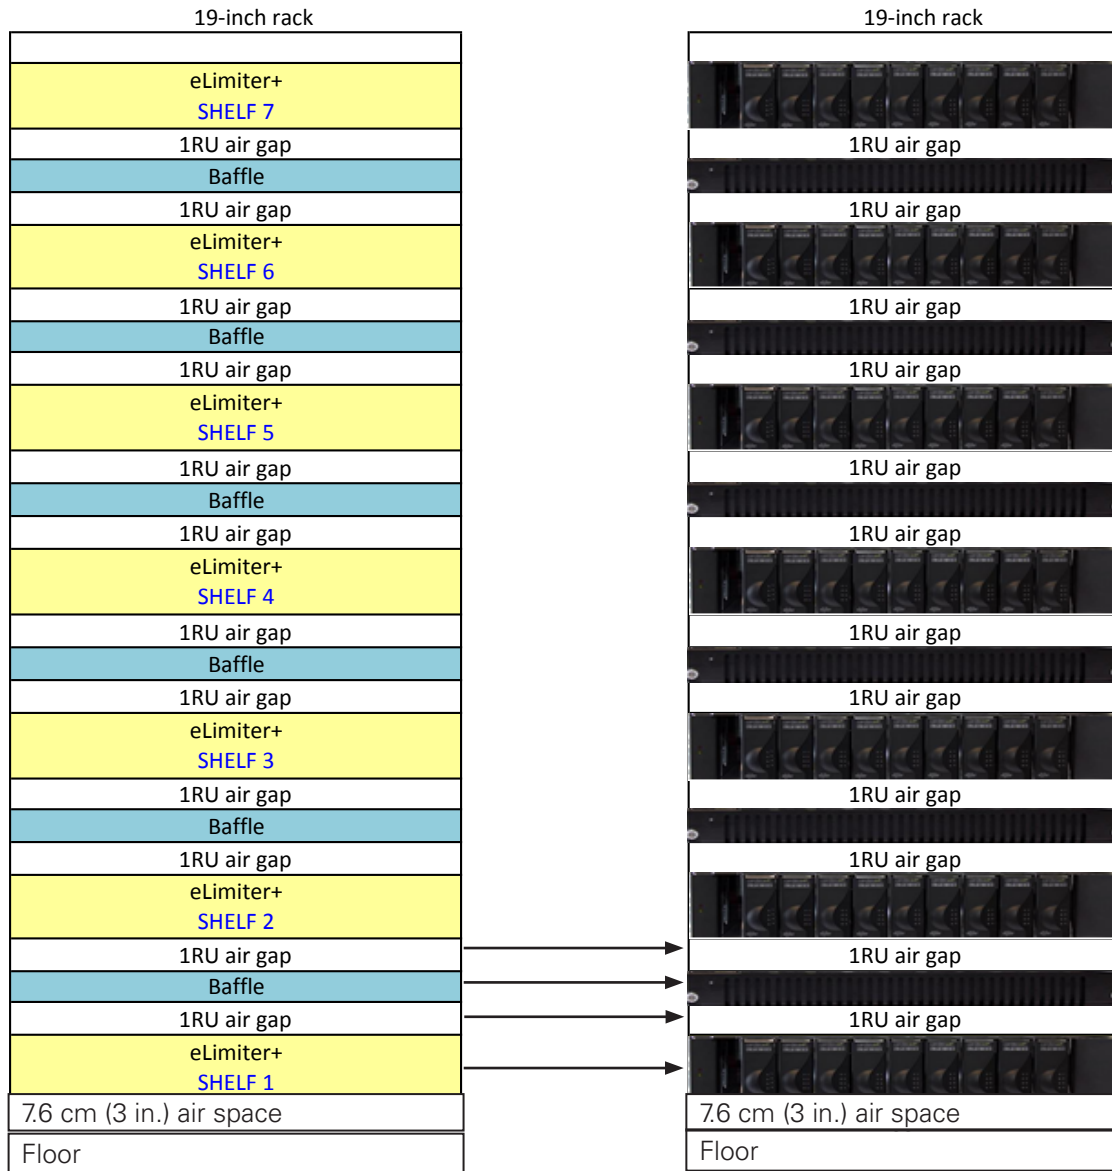 19-inch rack
eLimiter+
SHELF 7
1RU air gap
Baffle
1RU air gap
eLimiter+
SHELF 6
1RU air gap
Baffle
1RU air gap
eLimiter+
SHELF 5
1RU air gap
Baffle
1RU air gap
eLimiter+
SHELF 4
1RU air gap
Baffle
1RU air gap
eLimiter+
SHELF 3
1RU air gap
Baffle
1RU air gap
eLimiter+
SHELF 2
1RU air gap
Baffle
1RU air gap
eLimiter+
SHELF 1
7.6 cm (3 in.) air space
Floor
19-inch rack
1RU air gap
1RU air gap
1RU air gap
1RU air gap
1RU air gap
1RU air gap
1RU air gap
1RU air gap
1RU air gap
1RU air gap
1RU air gap
1RU air gap
7.6 cm (3 in.) air space
Floor